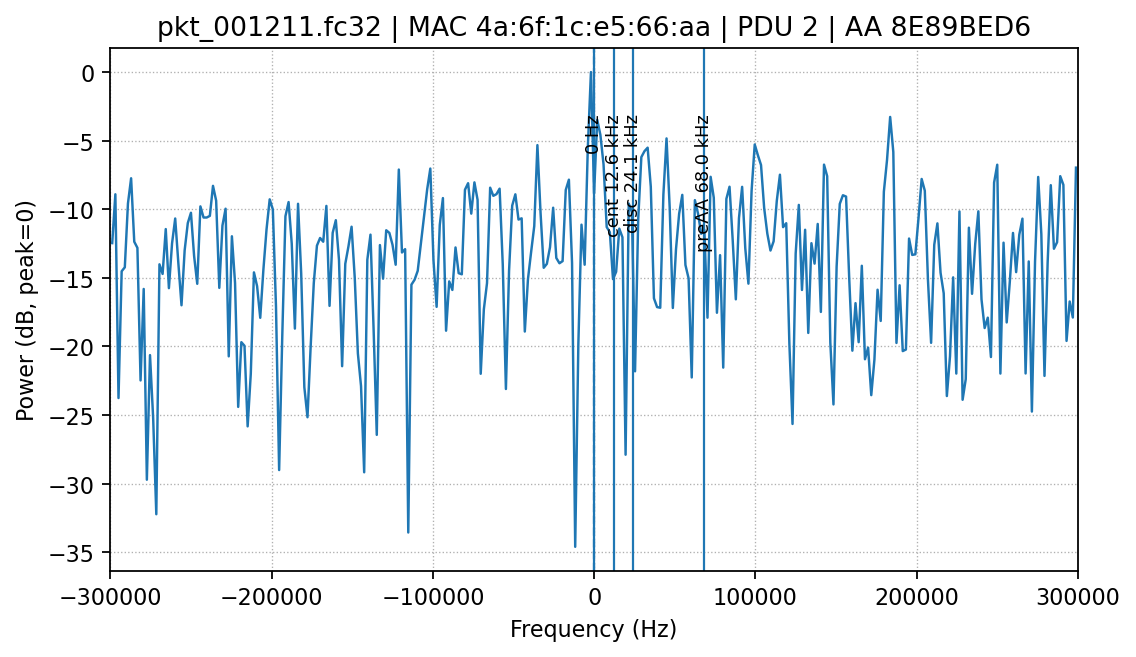 pkt_001211.fc32 | MAC 4a:6f:1c:e5:66:aa | PDU 2 | AA 8E89BED6
Power (dB, peak=0)
0
−5
−10
−15
−20
−25
−30
−35
0 Hz
cent 12.6 kHz
disc 24.1 kHz
preAA 68.0 kHz
−300000
−200000
−100000
0
100000
200000
300000
Frequency (Hz)